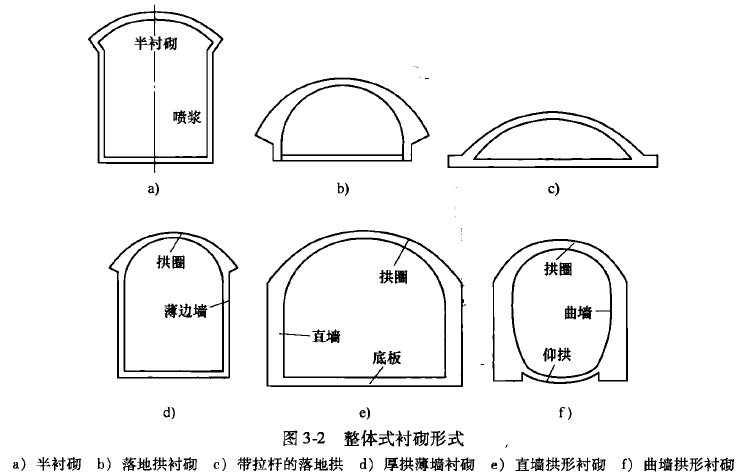 半衬砌
喷浆
a)
b)
c)
拱圈
薄边墙
d)
拱圈
直墙
底板
e)
拱圈
曲墙
仰拱
f)
图 3-2 整体式衬砌形式
a) 半衬砌 b) 落地拱衬砌 c) 带拉杆的落地拱 d) 厚拱薄墙衬砌 e) 直墙拱形衬砌 f) 曲墙拱形衬砌